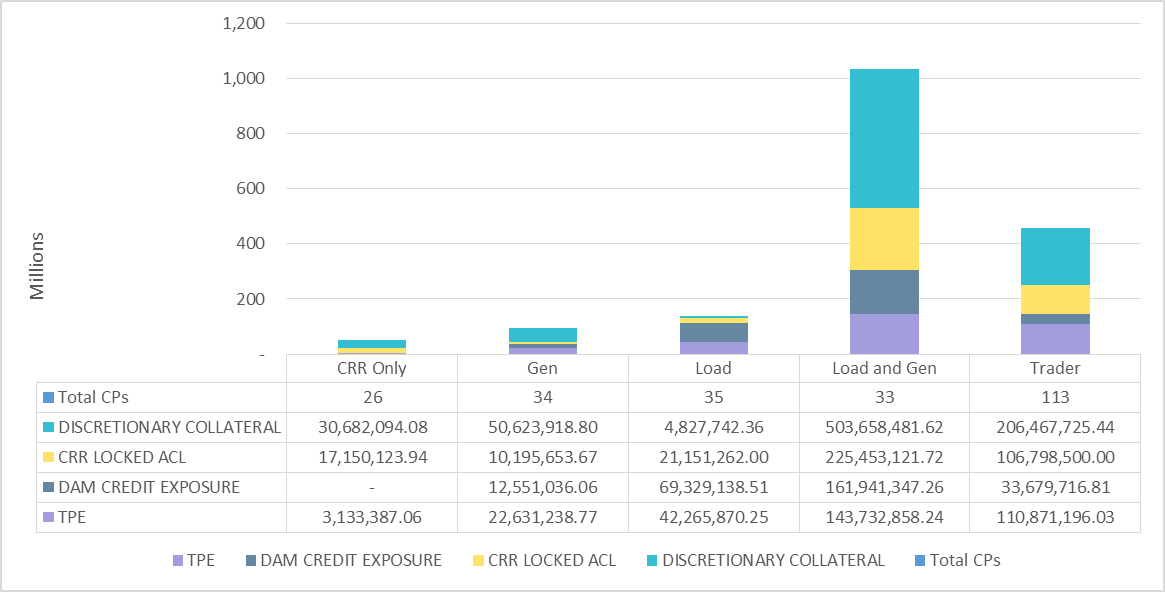 1,200
1,000
800
600
400
200
-
Millions
CRR Only Gen Load Load and Gen Trader
Total CPs 26 34 35 33 113
DISCRETIONARY COLLATERAL 30,682,094.08 50,623,918.80 4,827,742.36 503,658,481.62 206,467,725.44
CRR LOCKED ACL 17,150,123.94 10,195,653.67 21,151,262.00 225,453,121.72 106,798,500.00
DAM CREDIT EXPOSURE - 12,551,036.06 69,329,138.51 161,941,347.26 33,679,716.81
TPE 3,133,387.06 22,631,238.77 42,265,870.25 143,732,858.24 110,871,196.03
TPE DAM CREDIT EXPOSURE CRR LOCKED ACL DISCRETIONARY COLLATERAL Total CPs